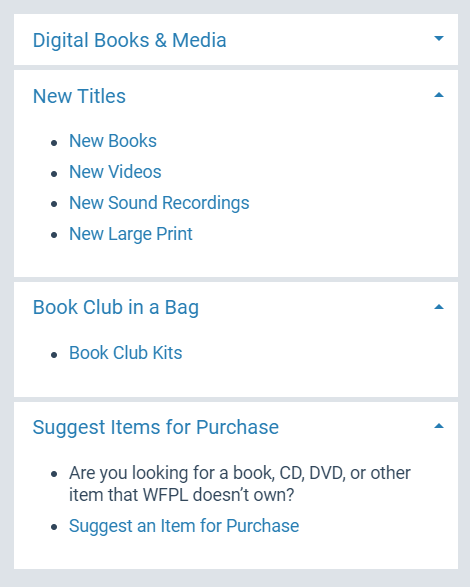 Digital Books & Media
New Titles
New Books
New Videos
New Sound Recordings
New Large Print
Book Club in a Bag
Book Club Kits
Suggest Items for Purchase
Are you looking for a book, CD, DVD, or other
item that WFPL doesn’t own?
Suggest an Item for Purchase